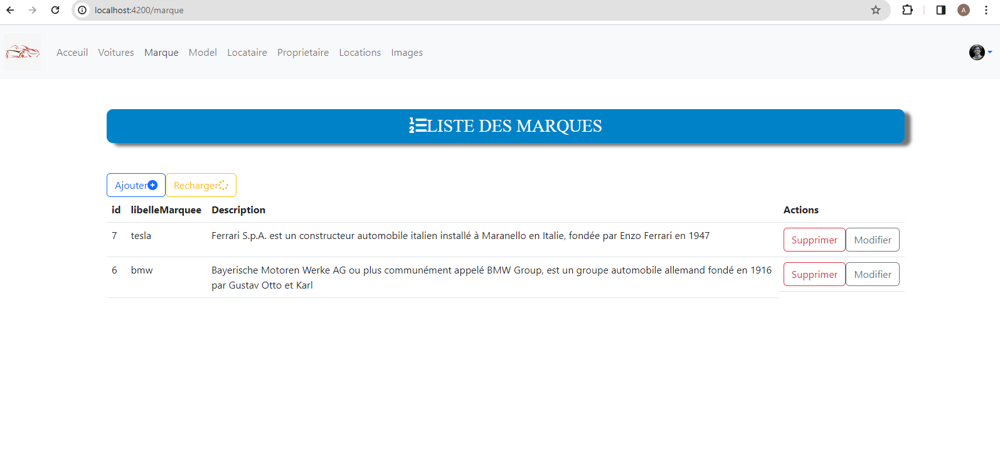 localhost:4200/marque
A
Acceuil Voitures Marque Model Locataire Proprietaire Locations Images
LISTE DES MARQUES
Ajouter Recharger
id libelleMarquee Description Actions
7 tesla Ferrari S.p.A. est un constructeur automobile italien installé à Maranello en Italie, fondée par Enzo Ferrari en 1947 Supprimer Modifier
6 bmw Bayerische Motoren Werke AG ou plus communément appelé BMW Group, est un groupe automobile allemand fondé en 1916 Supprimer Modifier
par Gustav Otto et Karl